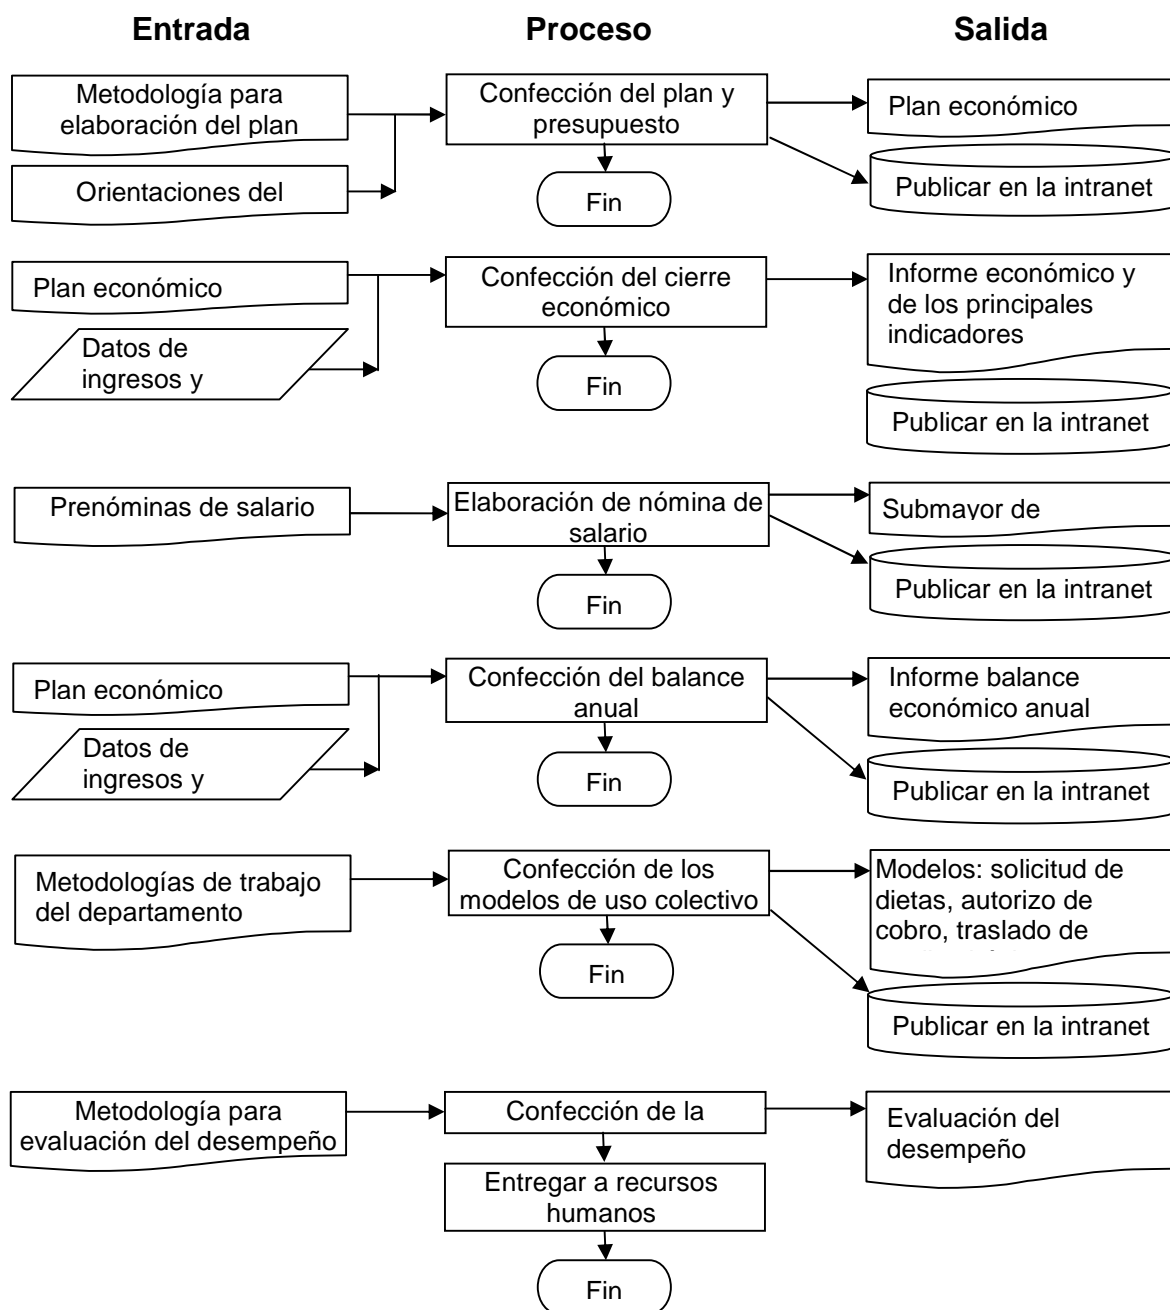 Entrada
Proceso
Salida
Metodología para
elaboración del plan
Orientaciones del
Confección del plan y
presupuesto
Fin
Plan económico
Publicar en la intranet
Plan económico
Datos de
ingresos y
Confección del cierre
económico
Fin
Informe económico y
de los principales
indicadores
Publicar en la intranet
Prenóminas de salario
Elaboración de nómina de
salario
Fin
Submayor de
Publicar en la intranet
Plan económico
Datos de
ingresos y
Confección del balance
anual
Fin
Informe balance
económico anual
Publicar en la intranet
Metodologías de trabajo
del departamento
Confección de los
modelos de uso colectivo
Fin
Modelos: solicitud de
dietas, autorizo de
cobro, traslado de
Publicar en la intranet
Metodología para
evaluación del desempeño
Confección de la
Entregar a recursos
humanos
Fin
Evaluación del
desempeño